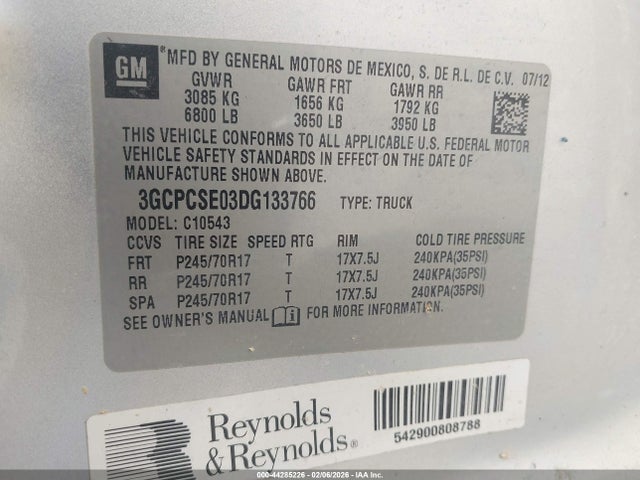 GM ® MFD BY GENERAL MOTORS DE MEXICO, S. DE R.L. DE C.V. 07/12
GVWR GAWR FRT GAWR RR
3085 KG 1656 KG 1792 KG
6800 LB 3650 LB 3950 LB
THIS VEHICLE CONFORMS TO ALL APPLICABLE U.S. FEDERAL MOTOR
VEHICLE SAFETY STANDARDS IN EFFECT ON THE DATE OF
MANUFACTURE SHOWN ABOVE.
3GCPCSE03DG133766 TYPE: TRUCK
MODEL: C10543
CCVS TIRE SIZE SPEED RTG RIM COLD TIRE PRESSURE
FRT P245/70R17 T 17X7.5J 240KPA(35PSI)
RR P245/70R17 T 17X7.5J 240KPA(35PSI)
SPA P245/70R17 T 17X7.5J 240KPA(35PSI)
SEE OWNER'S MANUAL i FOR MORE INFORMATION.
Reynolds
& Reynolds®
542900808788
000-44285226 - 02/06/2026 - IAA Inc.